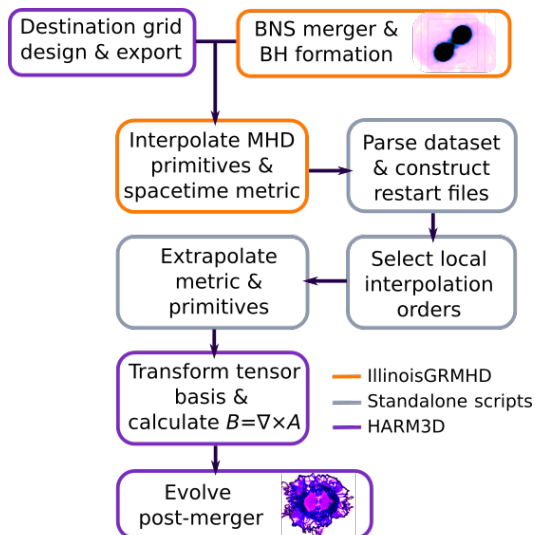 Destination grid
design & export
BNS merger &
BH formation
Interpolate MHD
primitives &
spacetime metric
Parse dataset
& construct
restart files
Extrapolate
metric &
primitives
Select local
interpolation
orders
Transform tensor
basis &
calculate B=∇×A
IllinoisGRMHD
Standalone scripts
HARM3D
Evolve
post-merger